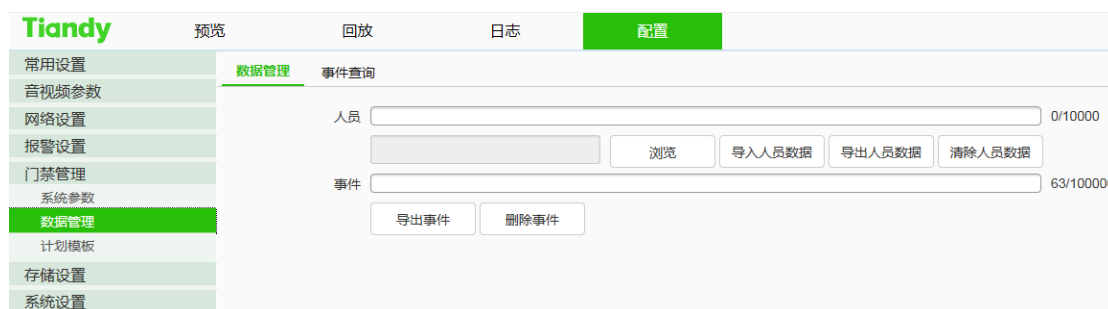 Tiandy 预览 回放 日志 配置
常用设置
音视频参数
网络设置
报警设置
门禁管理
系统参数
数据管理
计划模板
存储设置
系统设置
数据管理 事件查询
人员 0/10000
浏览 导入人员数据 导出人员数据 清除人员数据
事件 63/10000
导出事件 删除事件